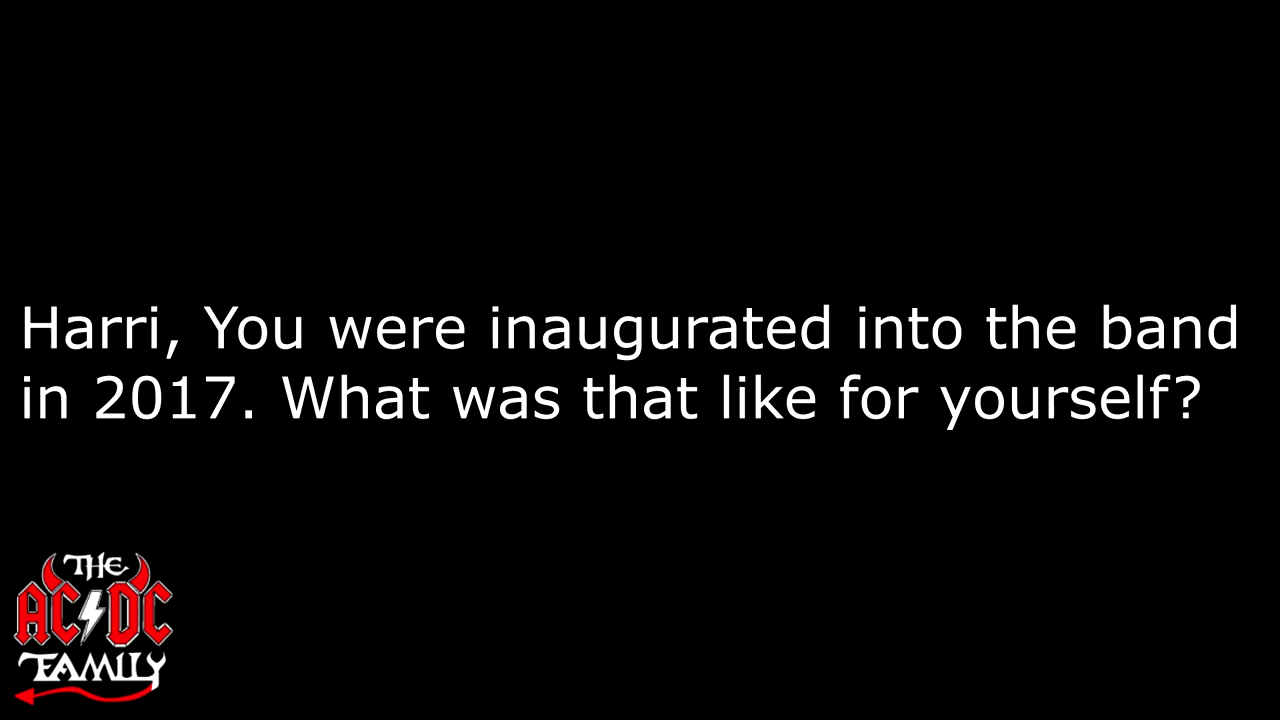 Harri, You were inaugurated into the band
in 2017. What was that like for yourself?
THE
AC DC
FAMILY